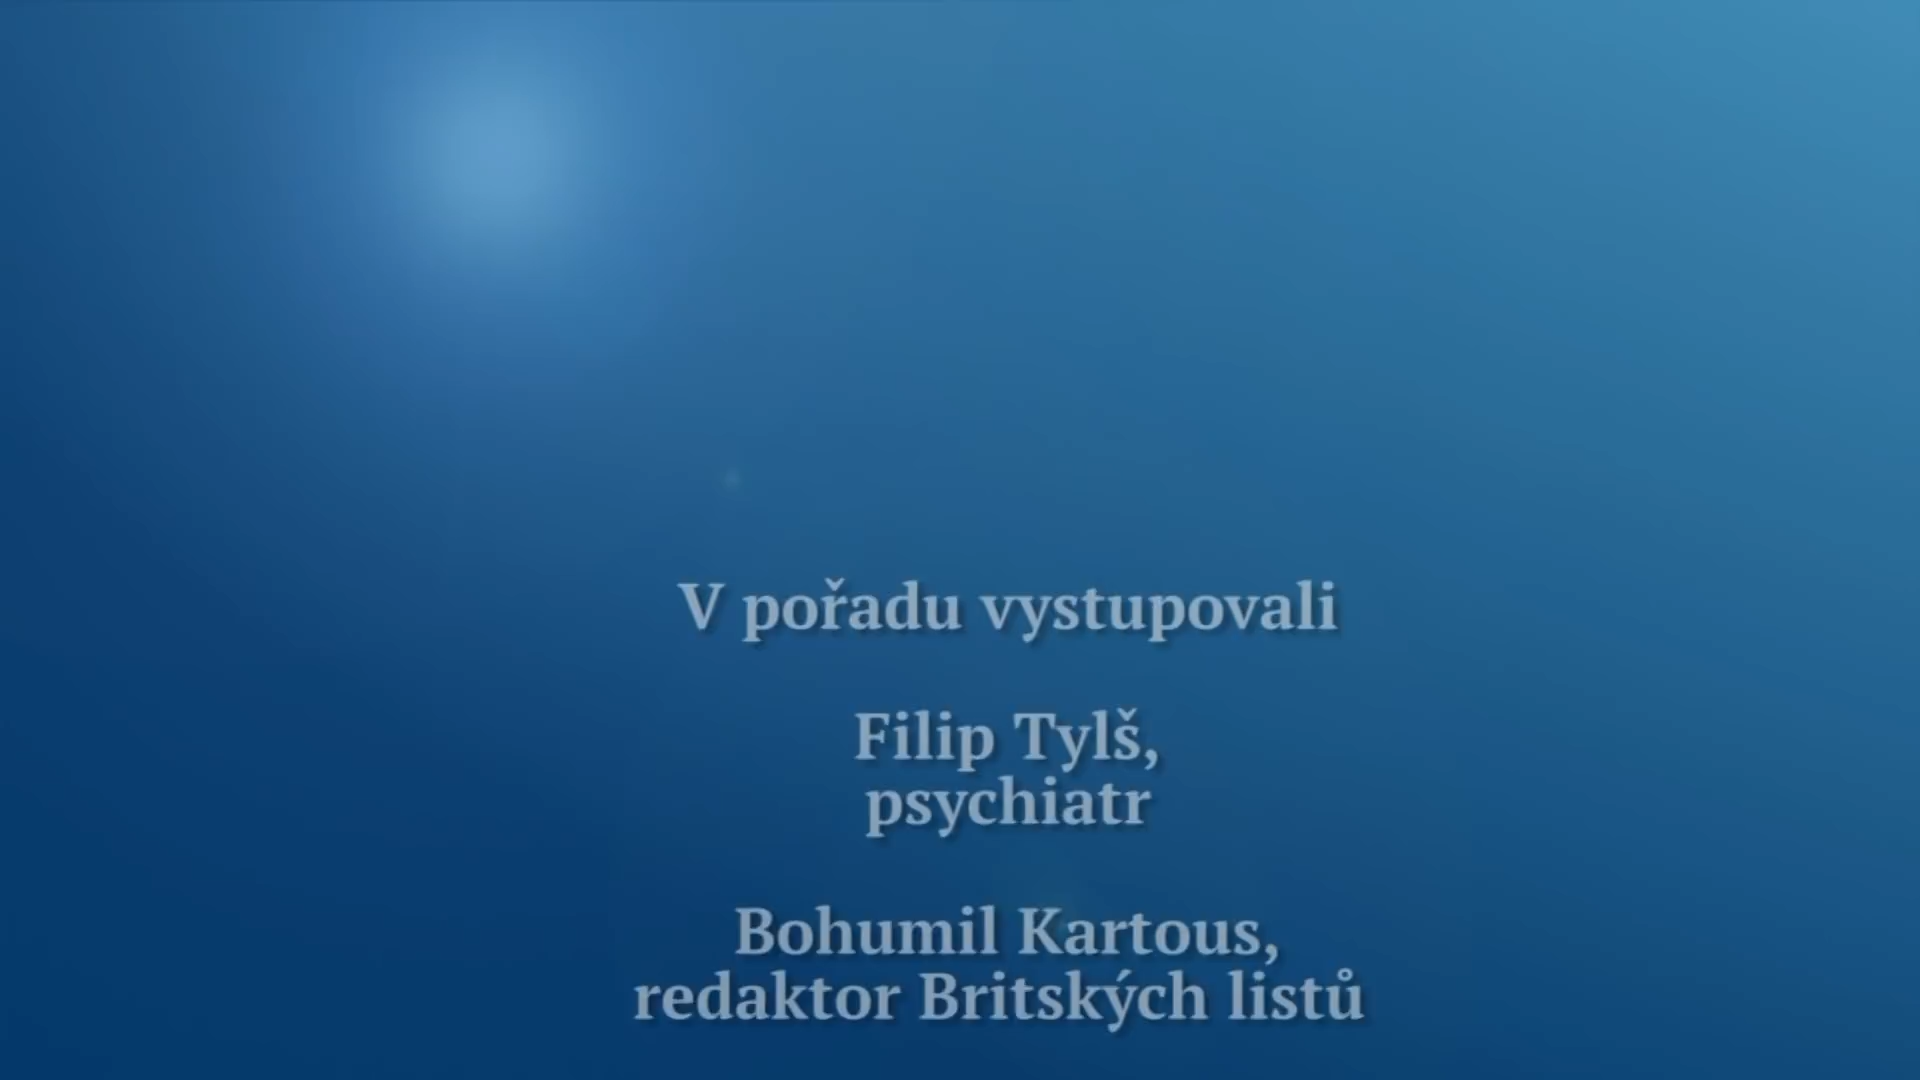 V pořadu vystupovali
Filip Tylš,
psychiatr
Bohumil Kartous,
redaktor Britských listů